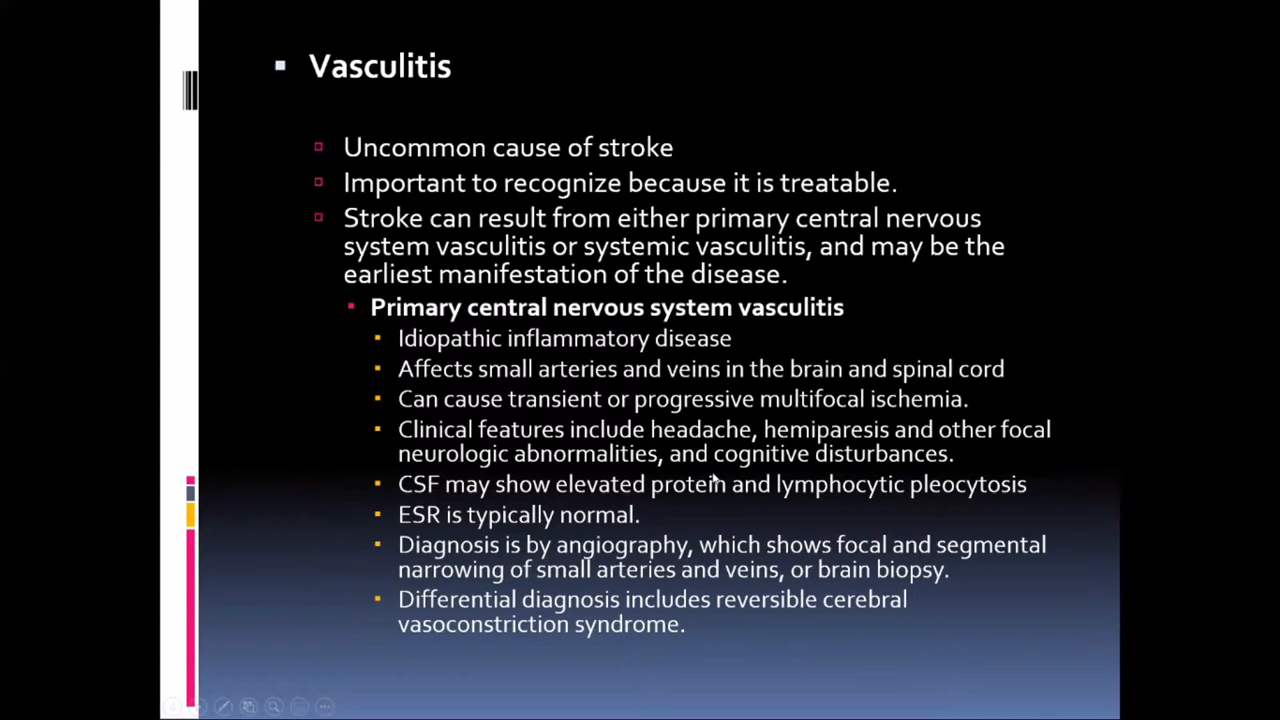 Vasculitis
Uncommon cause of stroke
Important to recognize because it is treatable.
Stroke can result from either primary central nervous
system vasculitis or systemic vasculitis, and may be the
earliest manifestation of the disease.
Primary central nervous system vasculitis
Idiopathic inflammatory disease
Affects small arteries and veins in the brain and spinal cord
Can cause transient or progressive multifocal ischemia.
Clinical features include headache, hemiparesis and other focal
neurologic abnormalities, and cognitive disturbances.
CSF may show elevated protein and lymphocytic pleocytosis
ESR is typically normal.
Diagnosis is by angiography, which shows focal and segmental
narrowing of small arteries and veins, or brain biopsy.
Differential diagnosis includes reversible cerebral
vasoconstriction syndrome.